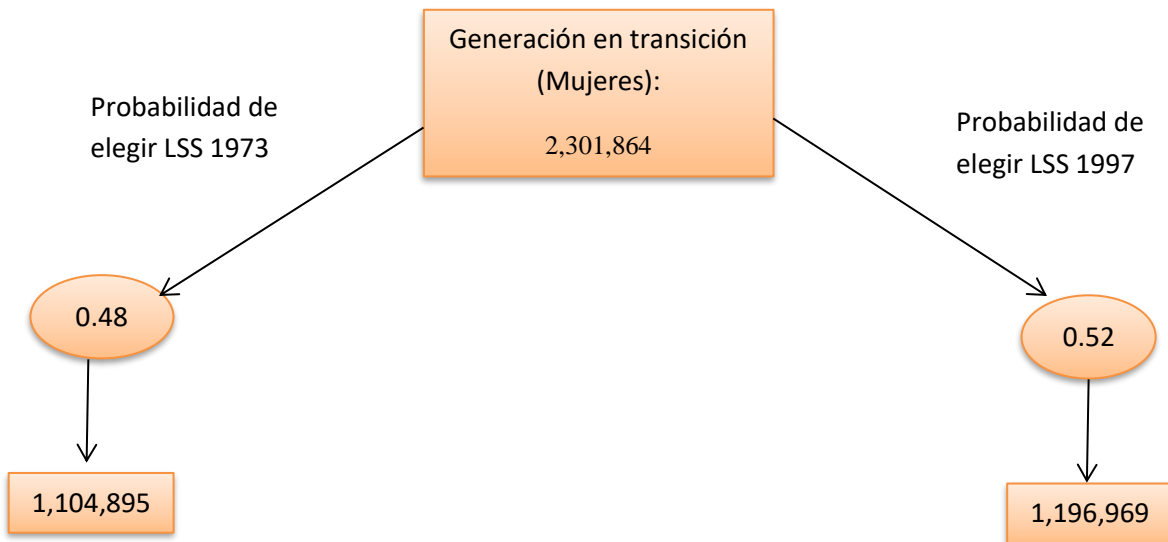 Generación en transición
(Mujeres):
2,301,864
Probabilidad de
elegir LSS 1973
Probabilidad de
elegir LSS 1997
0.48
0.52
1,104,895
1,196,969